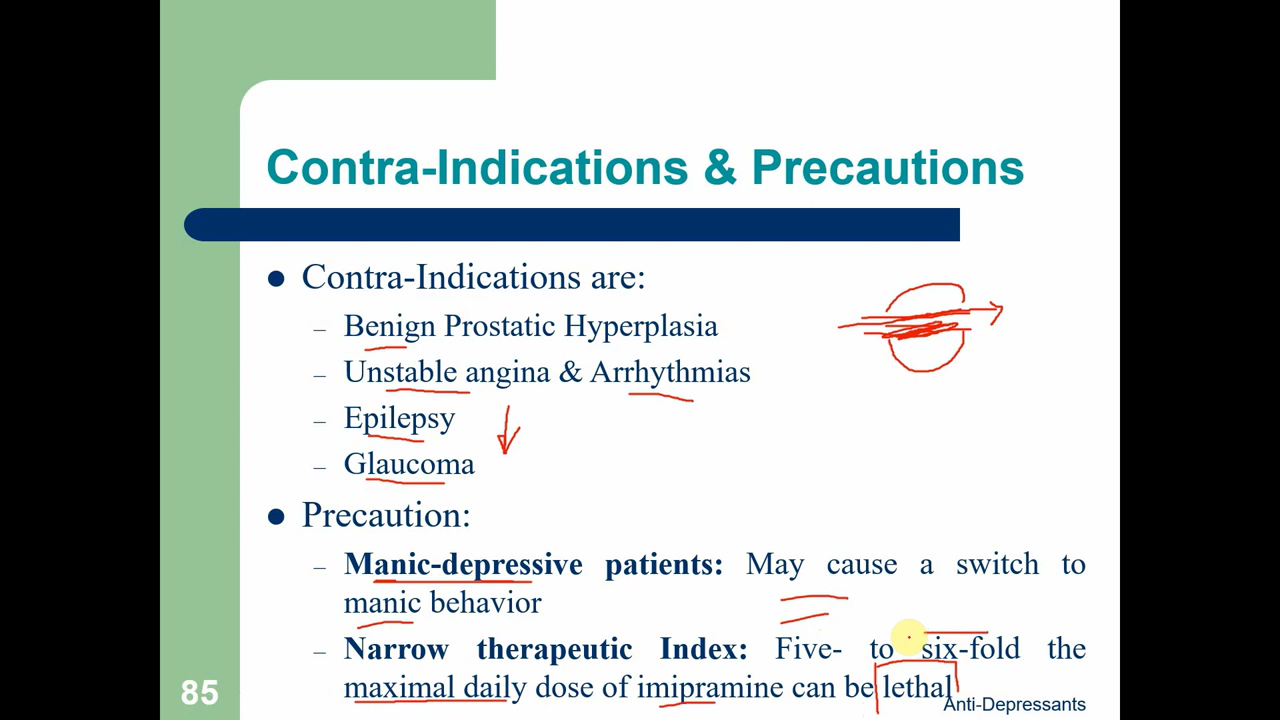 Contra-Indications & Precautions
● Contra-Indications are:
– Benign Prostatic Hyperplasia
– Unstable angina & Arrhythmias
– Epilepsy
– Glaucoma
● Precaution:
– Manic-depressive patients: May cause a switch to
manic behavior
– Narrow therapeutic Index: Five- to six-fold the
maximal daily dose of imipramine can be lethal
85
Anti-Depressants